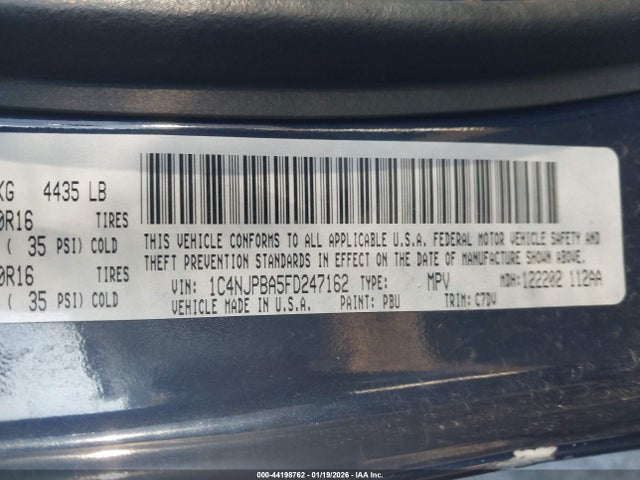 KG 4435 LB
0R16 TIRES
( 35 PSI) COLD
0R16 TIRES
( 35 PSI) COLD
THIS VEHICLE CONFORMS TO ALL APPLICABLE U.S.A. FEDERAL MOTOR VEHICLE SAFETY AND
THEFT PREVENTION STANDARDS IN EFFECT ON THE DATE OF MANUFACTURE SHOWN ABOVE.
VIN: 1C4NJPBA5FD247162 TYPE: MPV MDH: 122202 112AA
VEHICLE MADE IN U.S.A. PAINT: PBU TRIM: C7DV
000-44198762 | 01/19/2026 - IAA Inc.